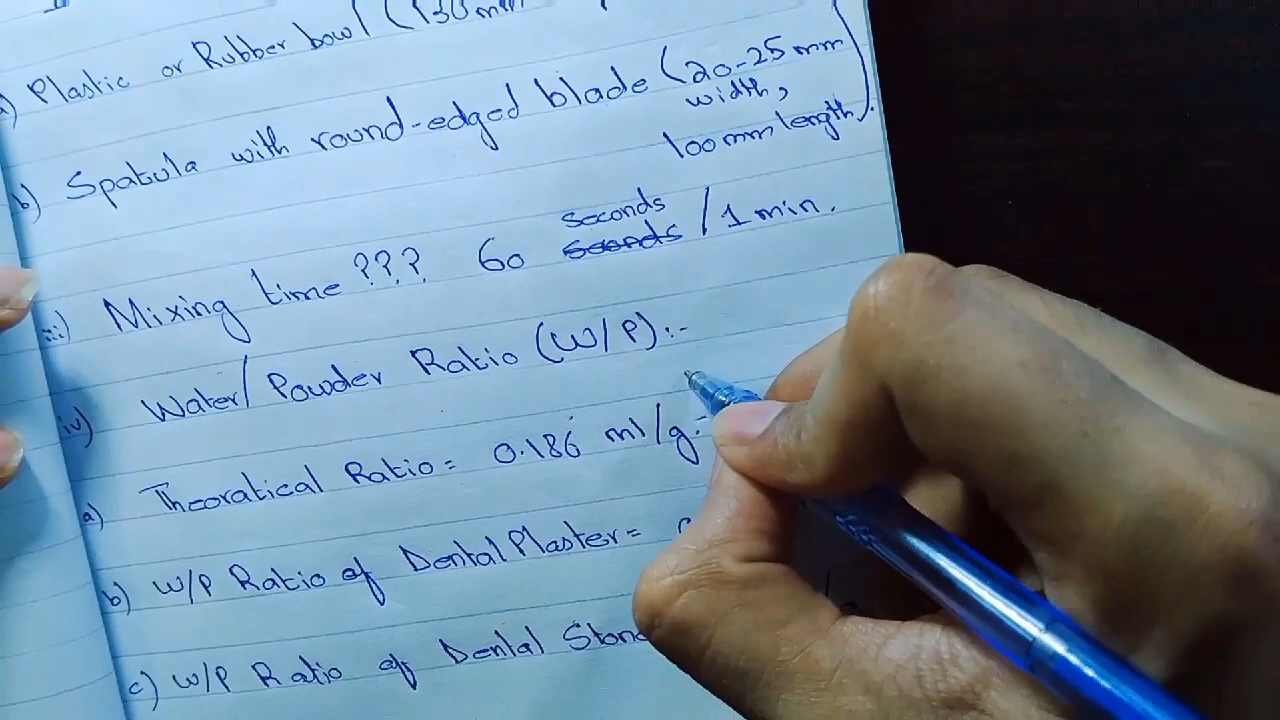 a) Plastic or Rubber bowl (130 mm
b) Spatula with round-edged blade (20-25 mm
width,
100 mm length).
iii) Mixing time ??? 60 seconds / 1 min.
iv) Water/Powder Ratio (W/P):-
a) Theoratical Ratio = 0.186 ml/g.-
b) W/P Ratio of Dental Plaster =
c) W/P Ratio of Dental Stone